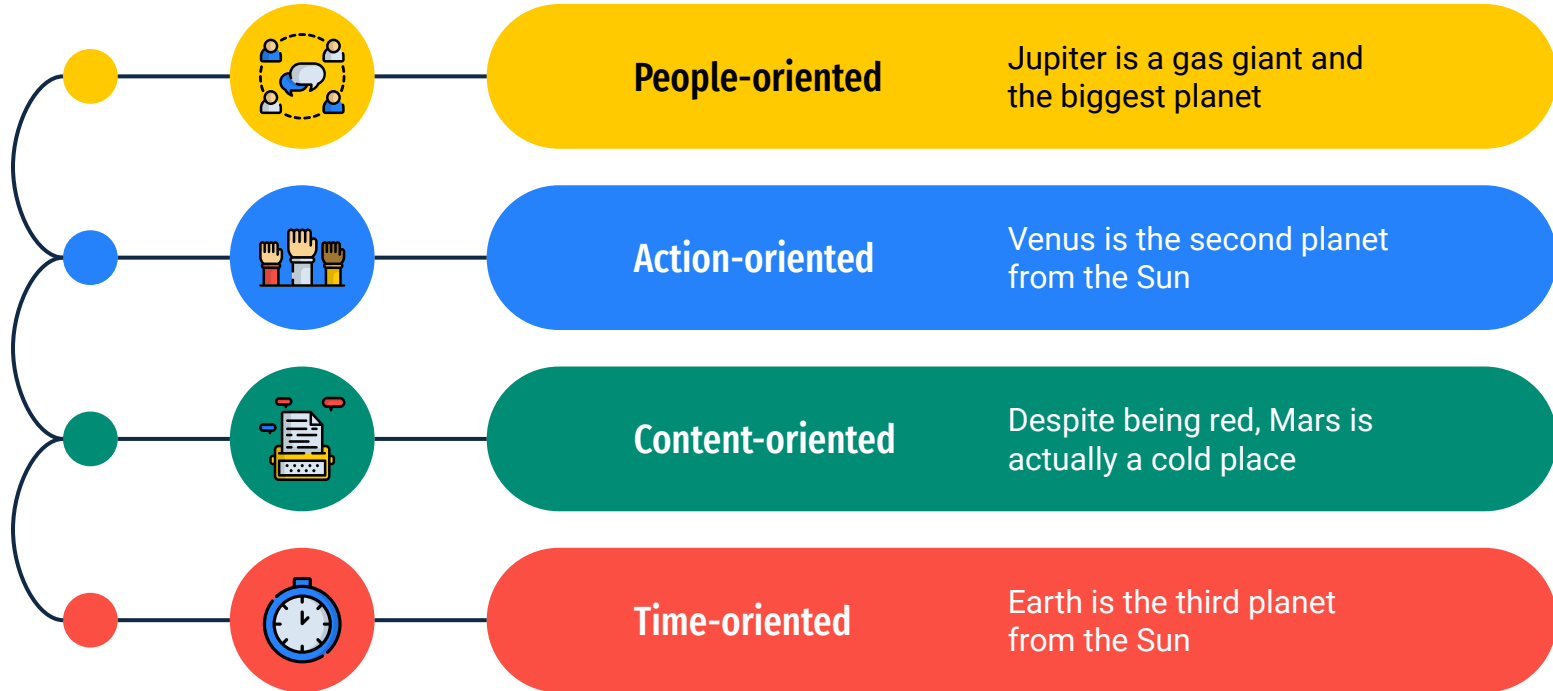 People-oriented
Jupiter is a gas giant and
the biggest planet
Action-oriented
Venus is the second planet
from the Sun
Content-oriented
Despite being red, Mars is
actually a cold place
Time-oriented
Earth is the third planet
from the Sun